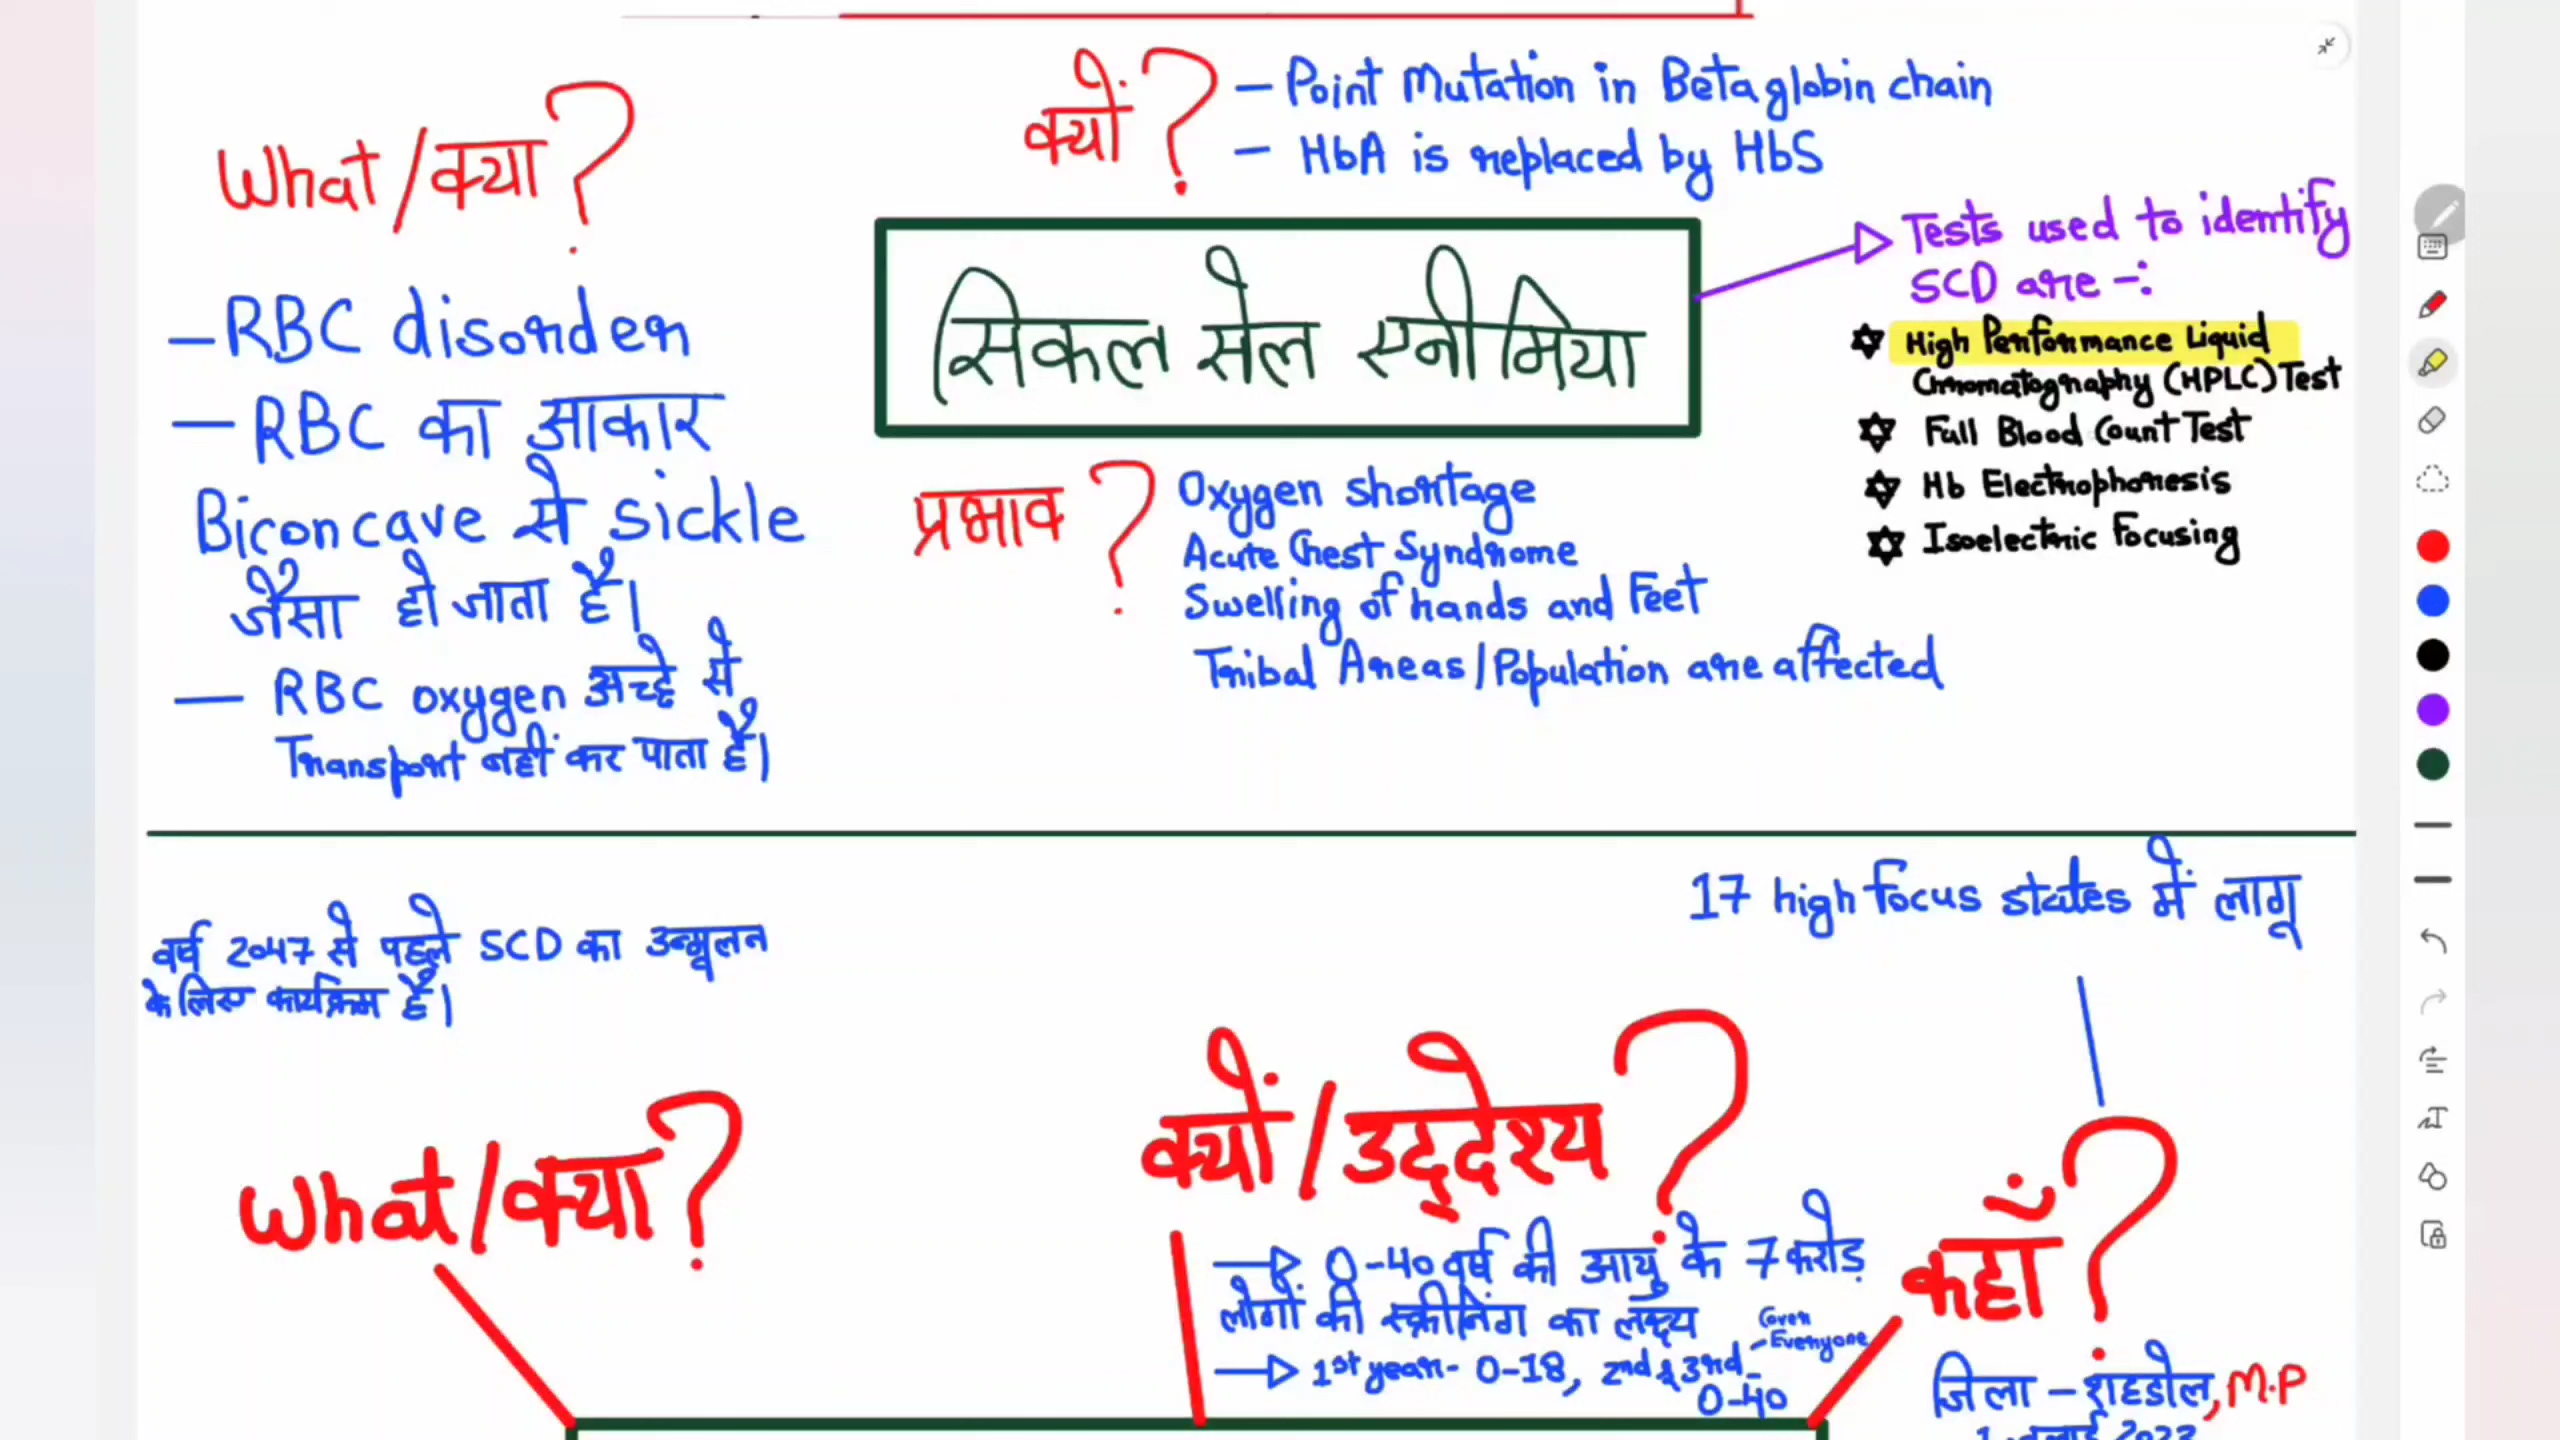 What/क्या?
- RBC disorder
- RBC का आकार
Biconcave से sickle
जैसा हो जाता है।
- RBC oxygen अच्छे से
Transport नहीं कर पाता है।
क्यों?
- Point Mutation in Beta globin chain
- HbA is replaced by HbS
सिकल सेल एनीमिया
Tests used to identify
SCD are -:
High Performance Liquid
Chromatography (HPLC) Test
Full Blood Count Test
Hb Electrophoresis
Isoelectric Focusing
प्रभाव?
Oxygen shortage
Acute Chest Syndrome
Swelling of hands and Feet
Tribal Areas/Population are affected
वर्ष 2047 से पहले SCD का उन्मूलन
के लिए कार्यक्रम है।
17 high focus states में लागू
What/क्या?
क्यों/उद्देश्य?
→ 0-40 वर्ष की आयु के 7 करोड़
लोगों की स्क्रीनिंग का लक्ष्य
→ 1st year - 0-18, 2nd & 3rd -
0-40
Cover
Everyone
कहाँ?
जिला - शहडोल, M.P